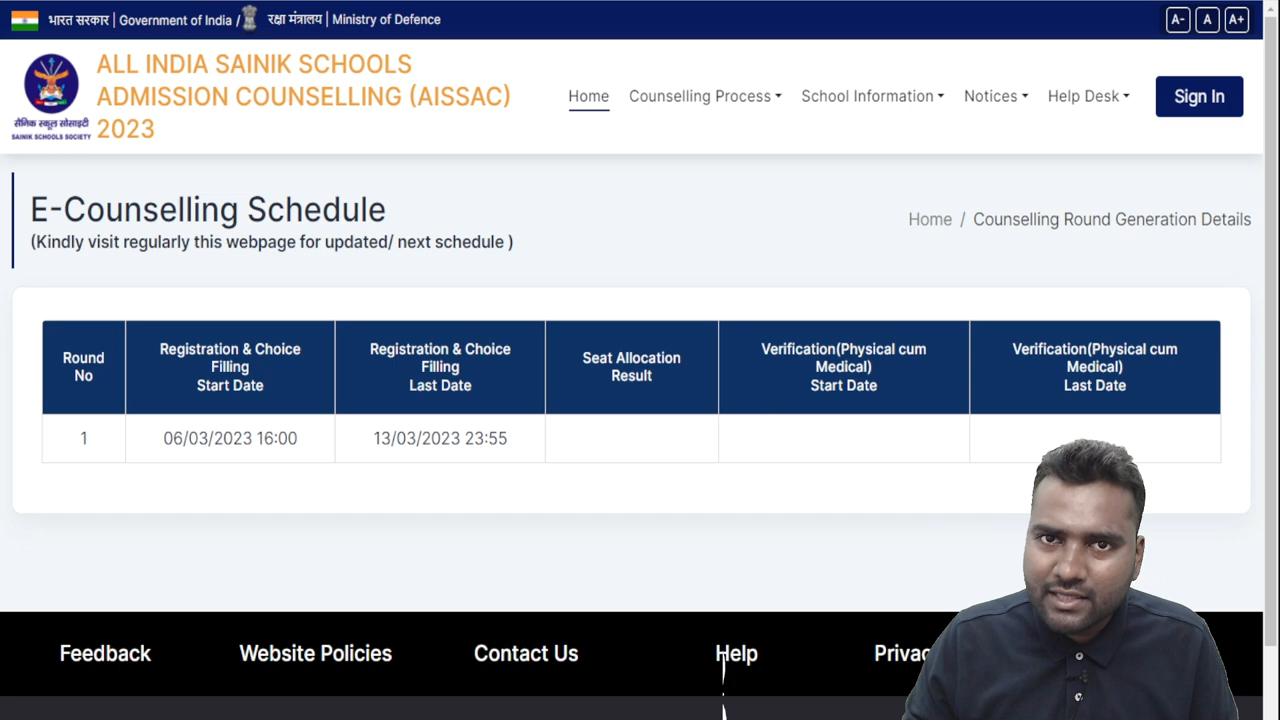 भारत सरकार | Government of India / रक्षा मंत्रालय | Ministry of Defence
A- A A+
ALL INDIA SAINIK SCHOOLS
ADMISSION COUNSELLING (AISSAC)
2023
सैनिक स्कूल सोसाइटी
SAINIK SCHOOLS SOCIETY
Home Counselling Process School Information Notices Help Desk Sign In
E-Counselling Schedule
(Kindly visit regularly this webpage for updated/ next schedule )
Home / Counselling Round Generation Details
Round
No
Registration & Choice
Filling
Start Date
Registration & Choice
Filling
Last Date
Seat Allocation
Result
Verification(Physical cum
Medical)
Start Date
Verification(Physical cum
Medical)
Last Date
1 06/03/2023 16:00 13/03/2023 23:55
Feedback Website Policies Contact Us Help